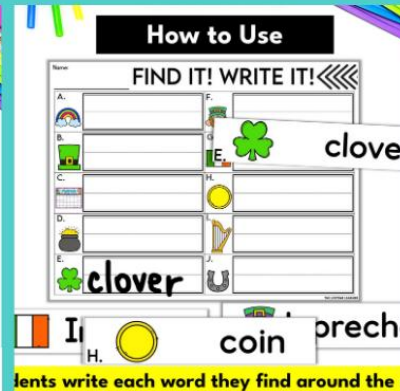 How to Use
Name:
FIND IT! WRITE IT!
A.
F.
B.
G.
E.
clove
C.
H.
D.
I.
E.
clover
J.
H.
coin
prech
dents write each word they find around the